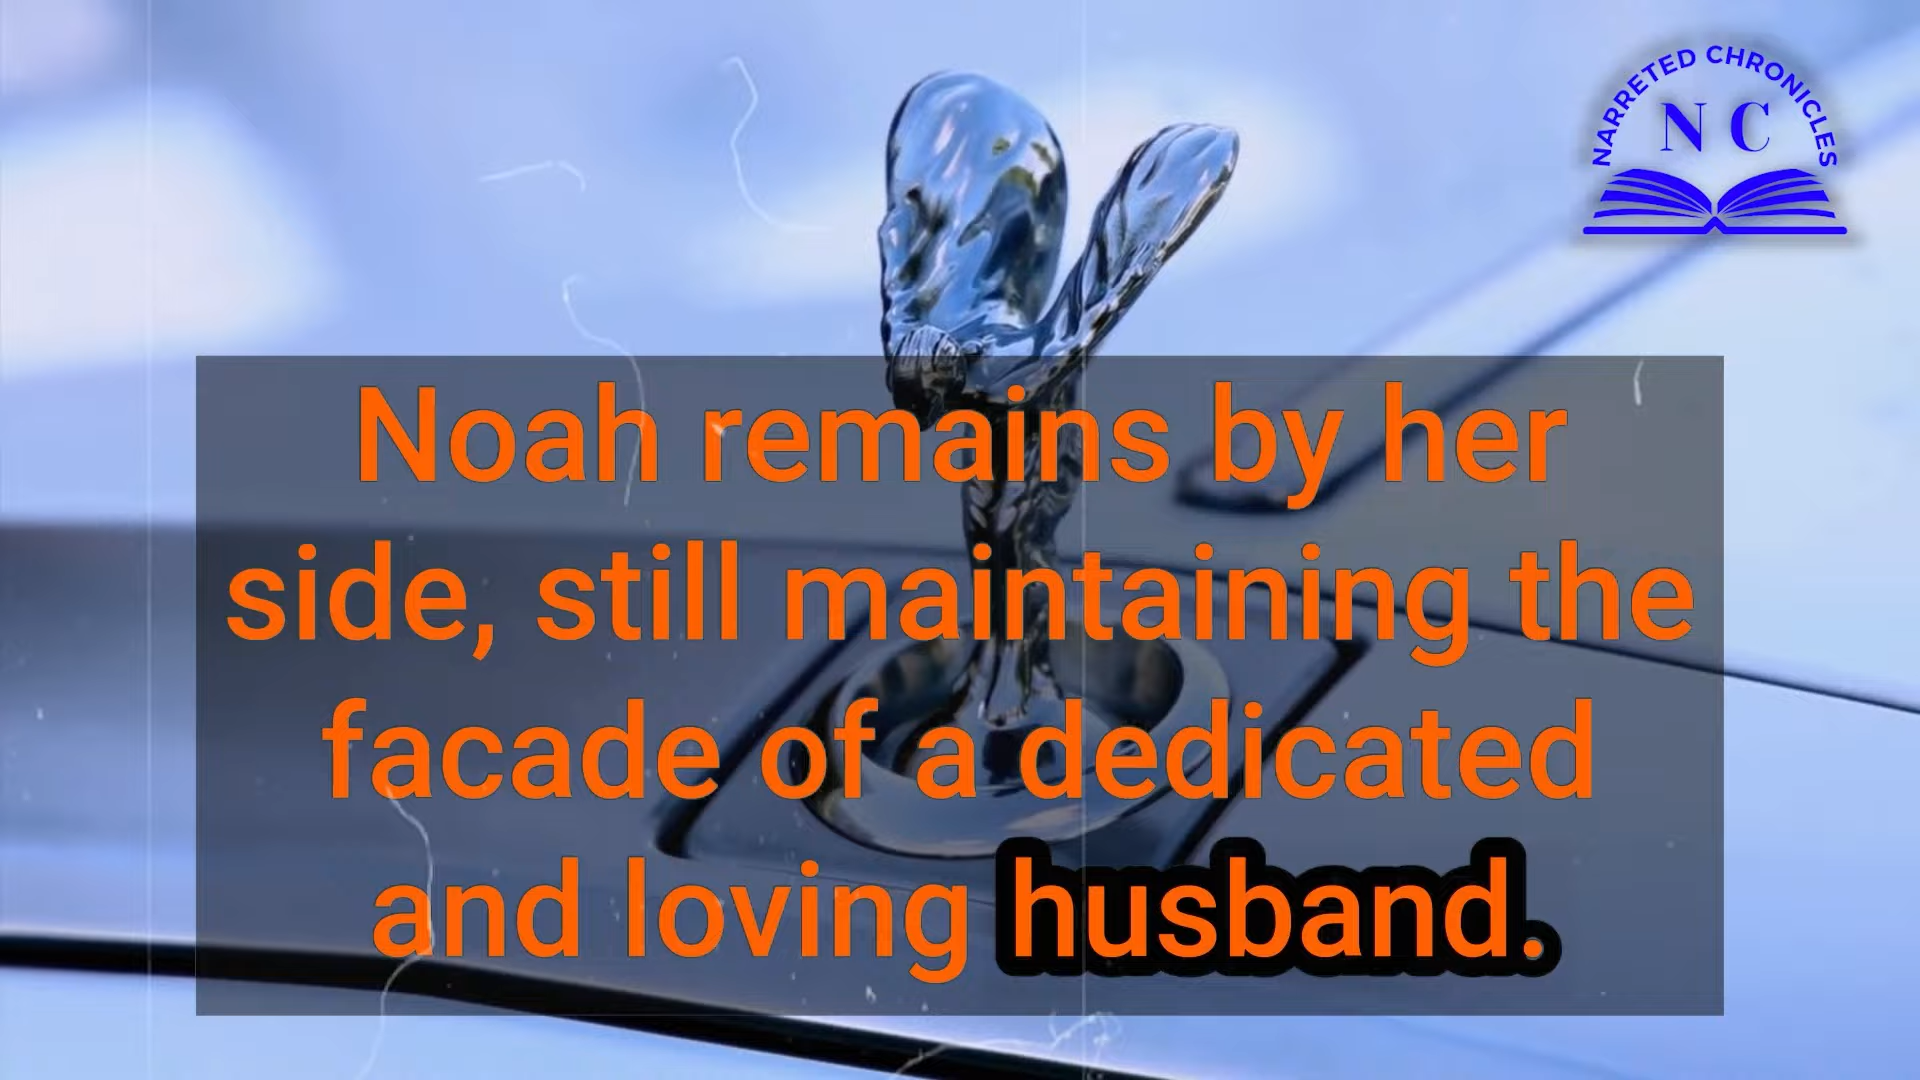 NARRETED CHRONICLES
N C
Noah remains by her
side, still maintaining the
facade of a dedicated
and loving husband.